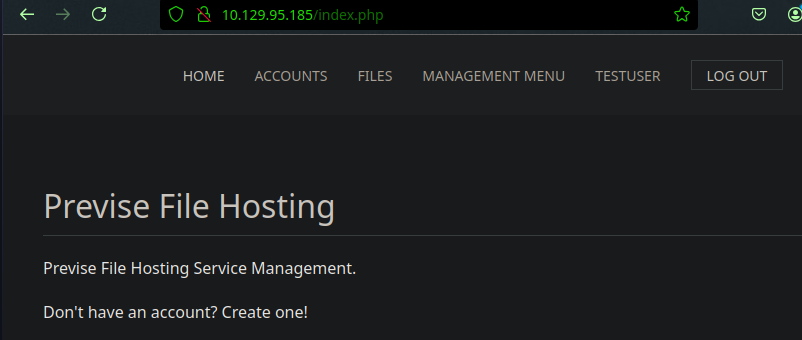 10.129.95.185/index.php
HOME ACCOUNTS FILES MANAGEMENT MENU TESTUSER LOG OUT
Previse File Hosting
Previse File Hosting Service Management.
Don't have an account? Create one!